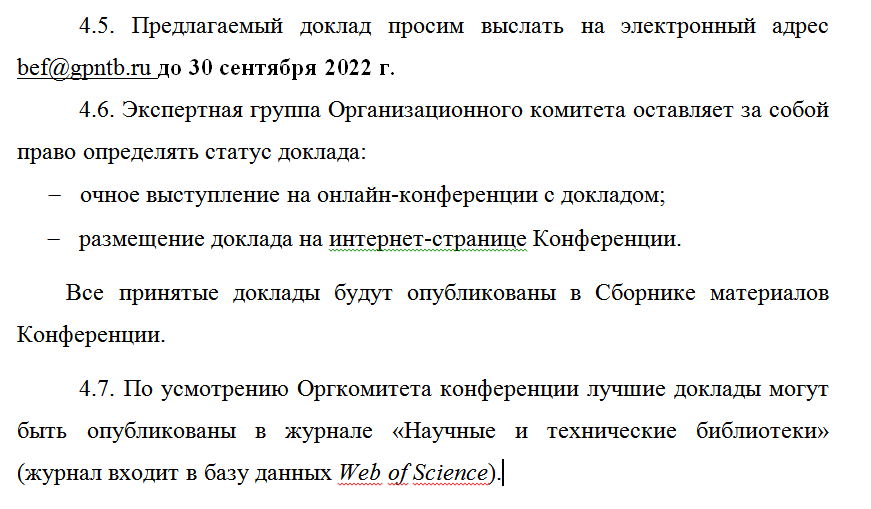 4.5. Предлагаемый доклад просим выслать на электронный адрес
bef@gpntb.ru до 30 сентября 2022 г.
4.6. Экспертная группа Организационного комитета оставляет за собой
право определять статус доклада:
– очное выступление на онлайн-конференции с докладом;
– размещение доклада на интернет-странице Конференции.
Все принятые доклады будут опубликованы в Сборнике материалов
Конференции.
4.7. По усмотрению Оргкомитета конференции лучшие доклады могут
быть опубликованы в журнале «Научные и технические библиотеки»
(журнал входит в базу данных Web of Science).